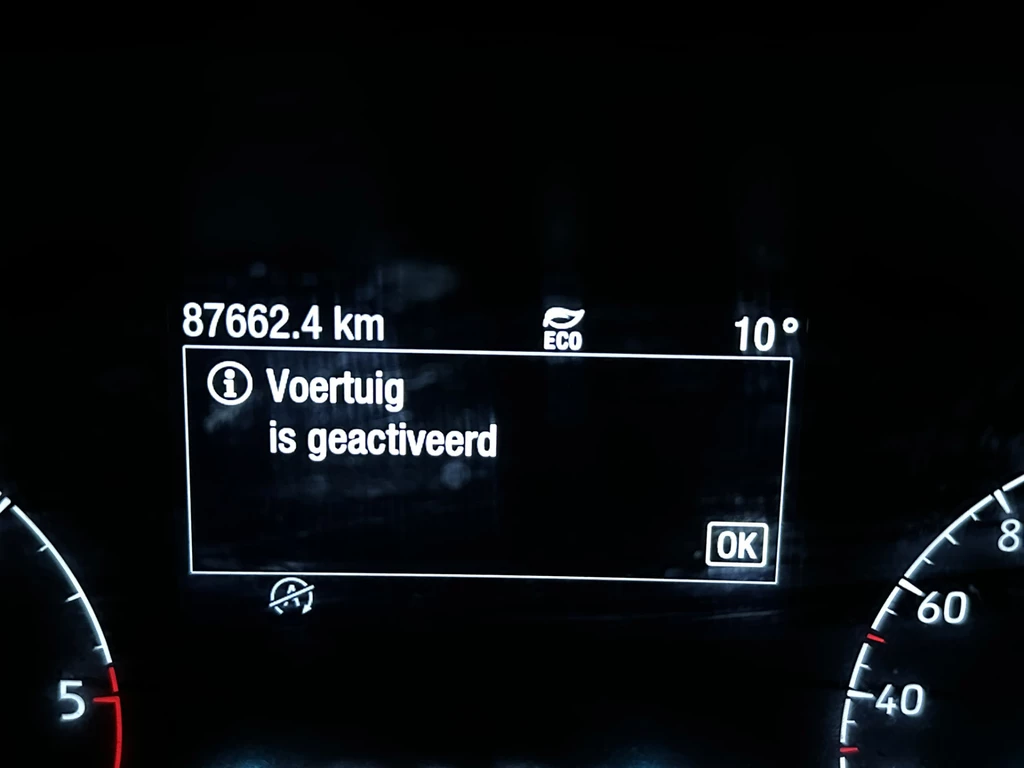 87662.4 km
ECO
10°
i Voertuig
is geactiveerd
OK
A
8
60
40
5